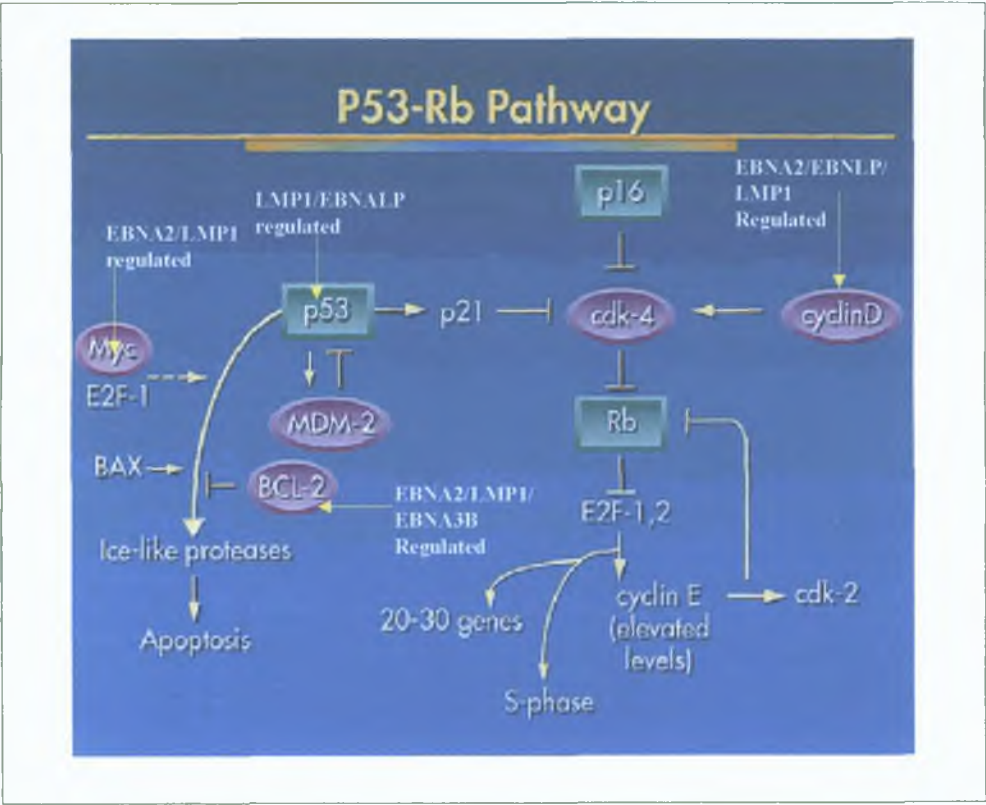 P53-Rb Pathway
EBNA2/EBNLP/
LMP1
Regulated
p16
LMP1/EBNALP
regulated
EBNA2/LMP1
regulated
p53
p21
cdk-4
cyclinD
Myc
E2F-1
MDM-2
Rb
BAX
BCL-2
EBNA2/LMP1/
EBNA3B
Regulated
E2F-1,2
Ice-like proteases
20-30 genes
cyclin E
(elevated
levels)
cdk-2
Apoptosis
S-phase